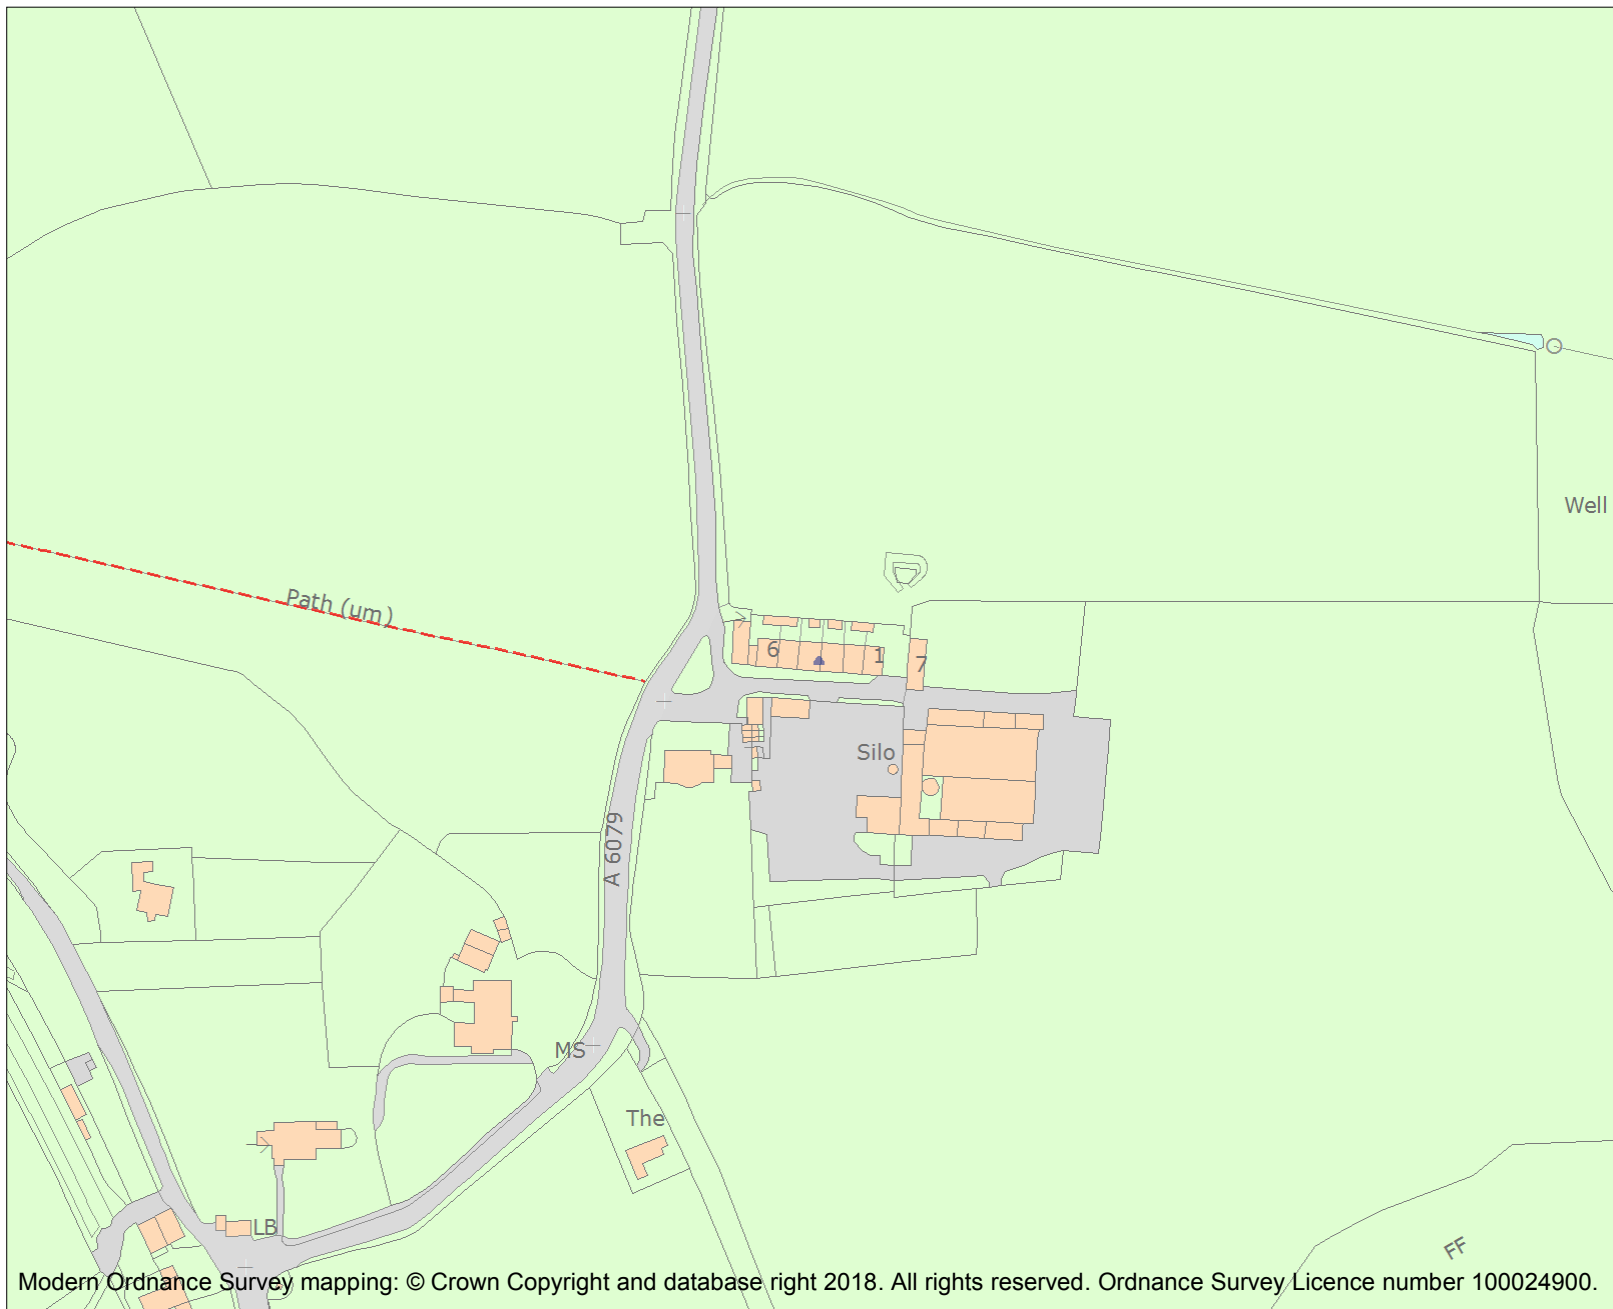 Well
Path (um)
6
1
7
Silo
A 6079
MS
The
LB
FF
Modern Ordnance Survey mapping: © Crown Copyright and database right 2018. All rights reserved. Ordnance Survey Licence number 100024900.